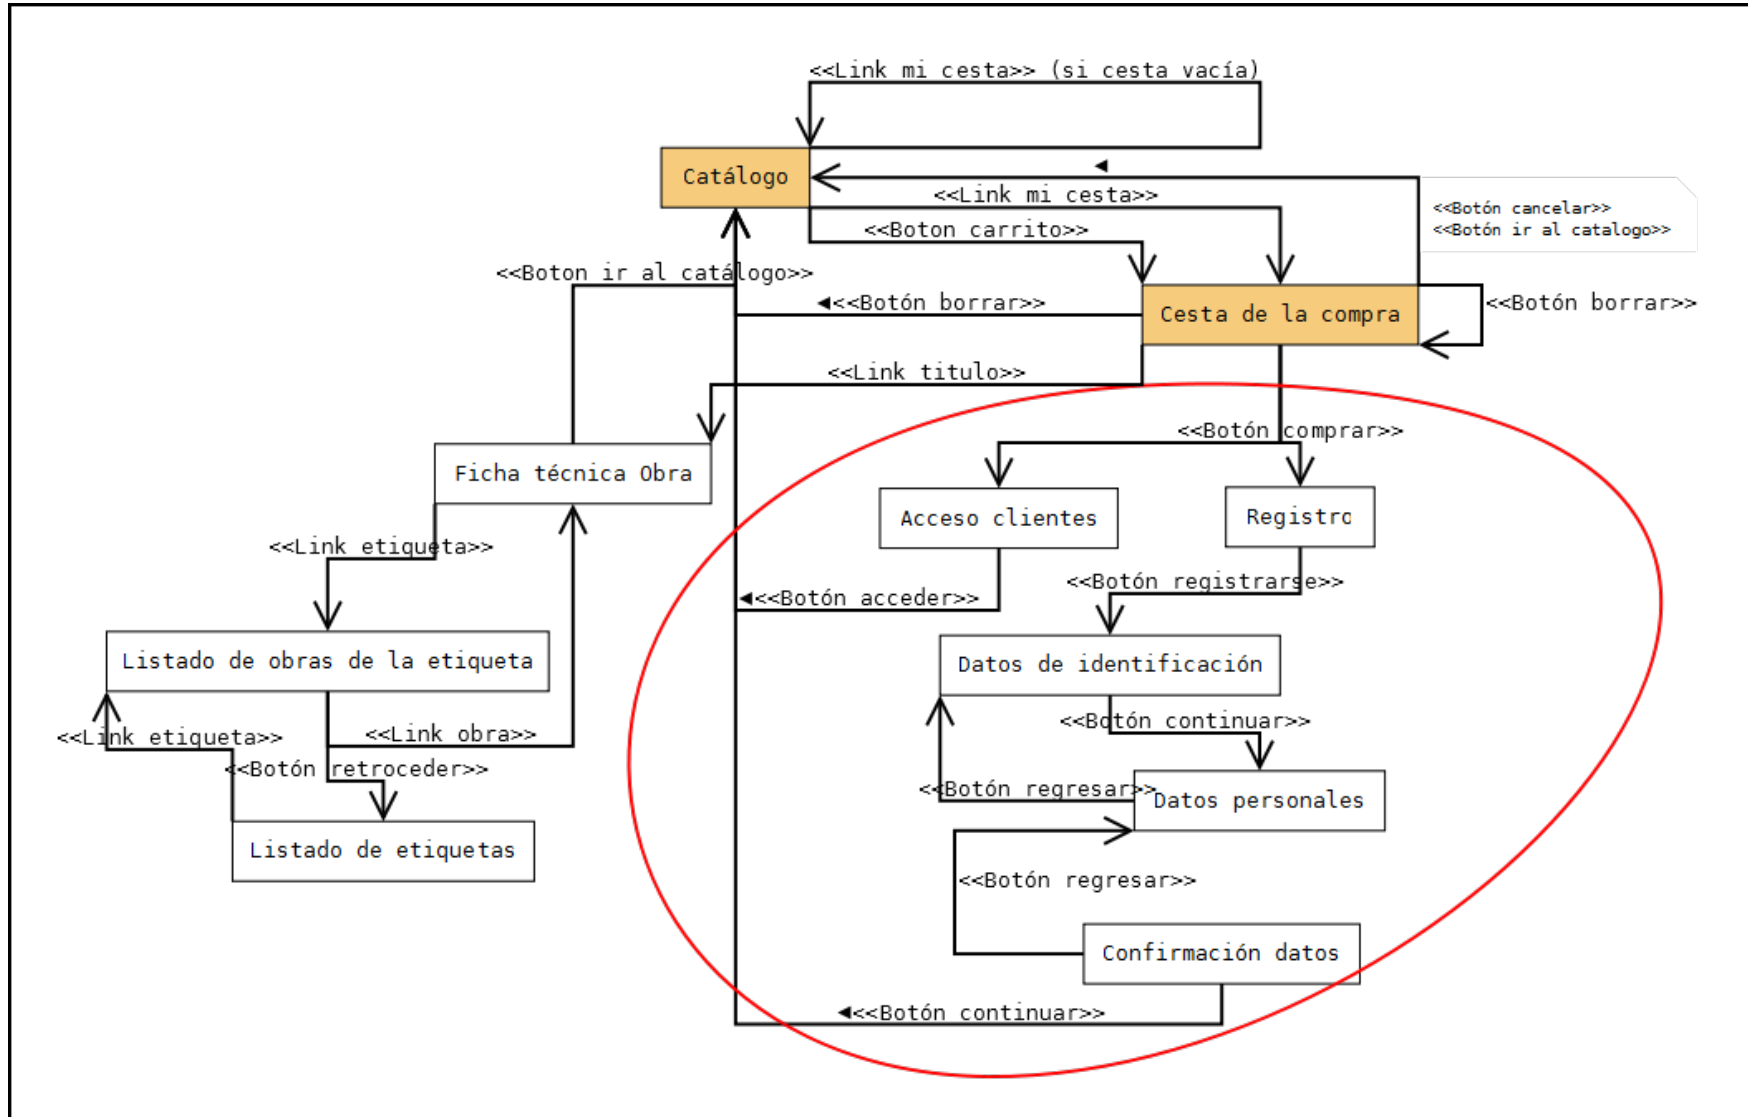 <<Link mi cesta>> (si cesta vacía)
Catálogo
<<Link mi cesta>>
<<Botón cancelar>>
<<Botón ir al catalogo>>
<<Boton carrito>>
<<Boton ir al catálogo>>
<<Botón borrar>>
Cesta de la compra
<<Botón borrar>>
<<Link titulo>>
<<Botón comprar>>
Ficha técnica Obra
Acceso clientes
Registro
<<Link etiqueta>>
<<Botón registrarse>>
<<Botón acceder>>
Listado de obras de la etiqueta
Datos de identificación
<<Botón continuar>>
<<Link etiqueta>>
<<Link obra>>
<<Botón retroceder>>
<<Botón regresar>>
Datos personales
Listado de etiquetas
<<Botón regresar>>
Confirmación datos
<<Botón continuar>>